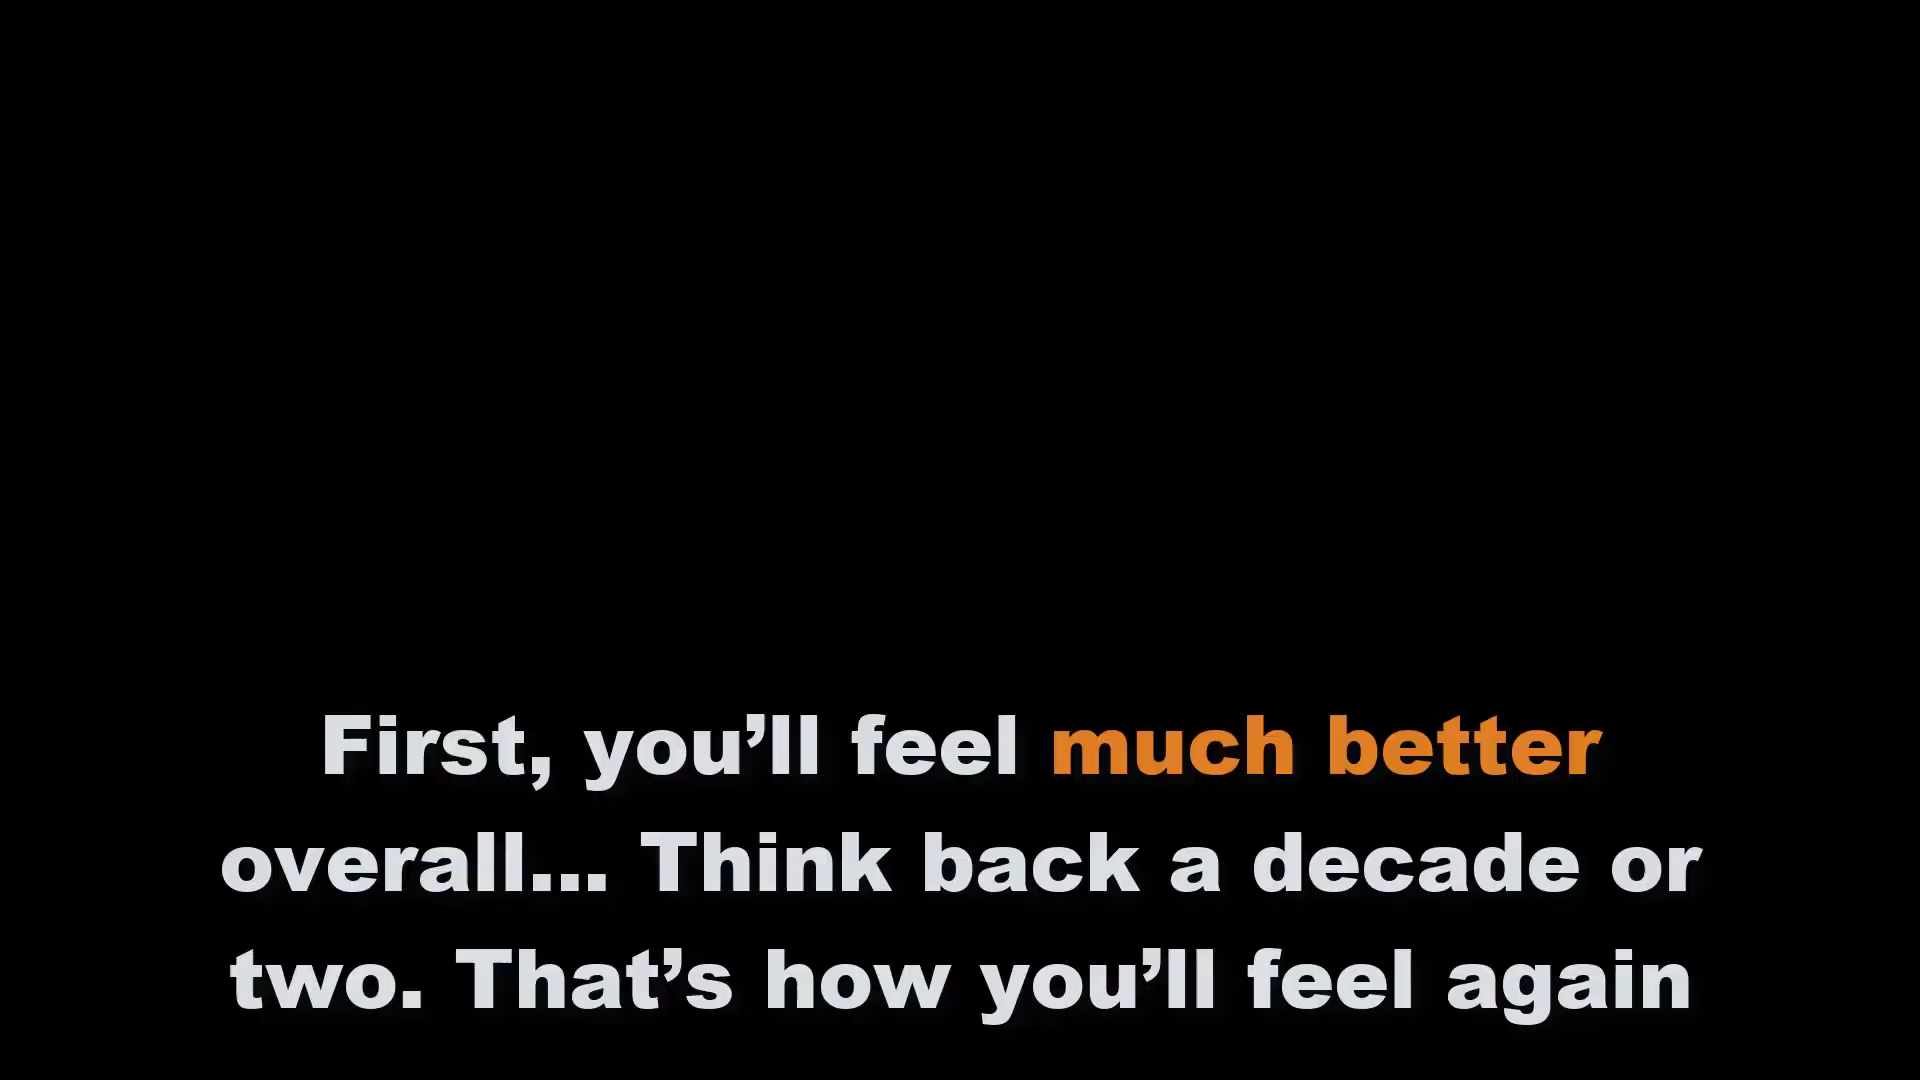 First, you’ll feel much better
overall... Think back a decade or
two. That’s how you’ll feel again